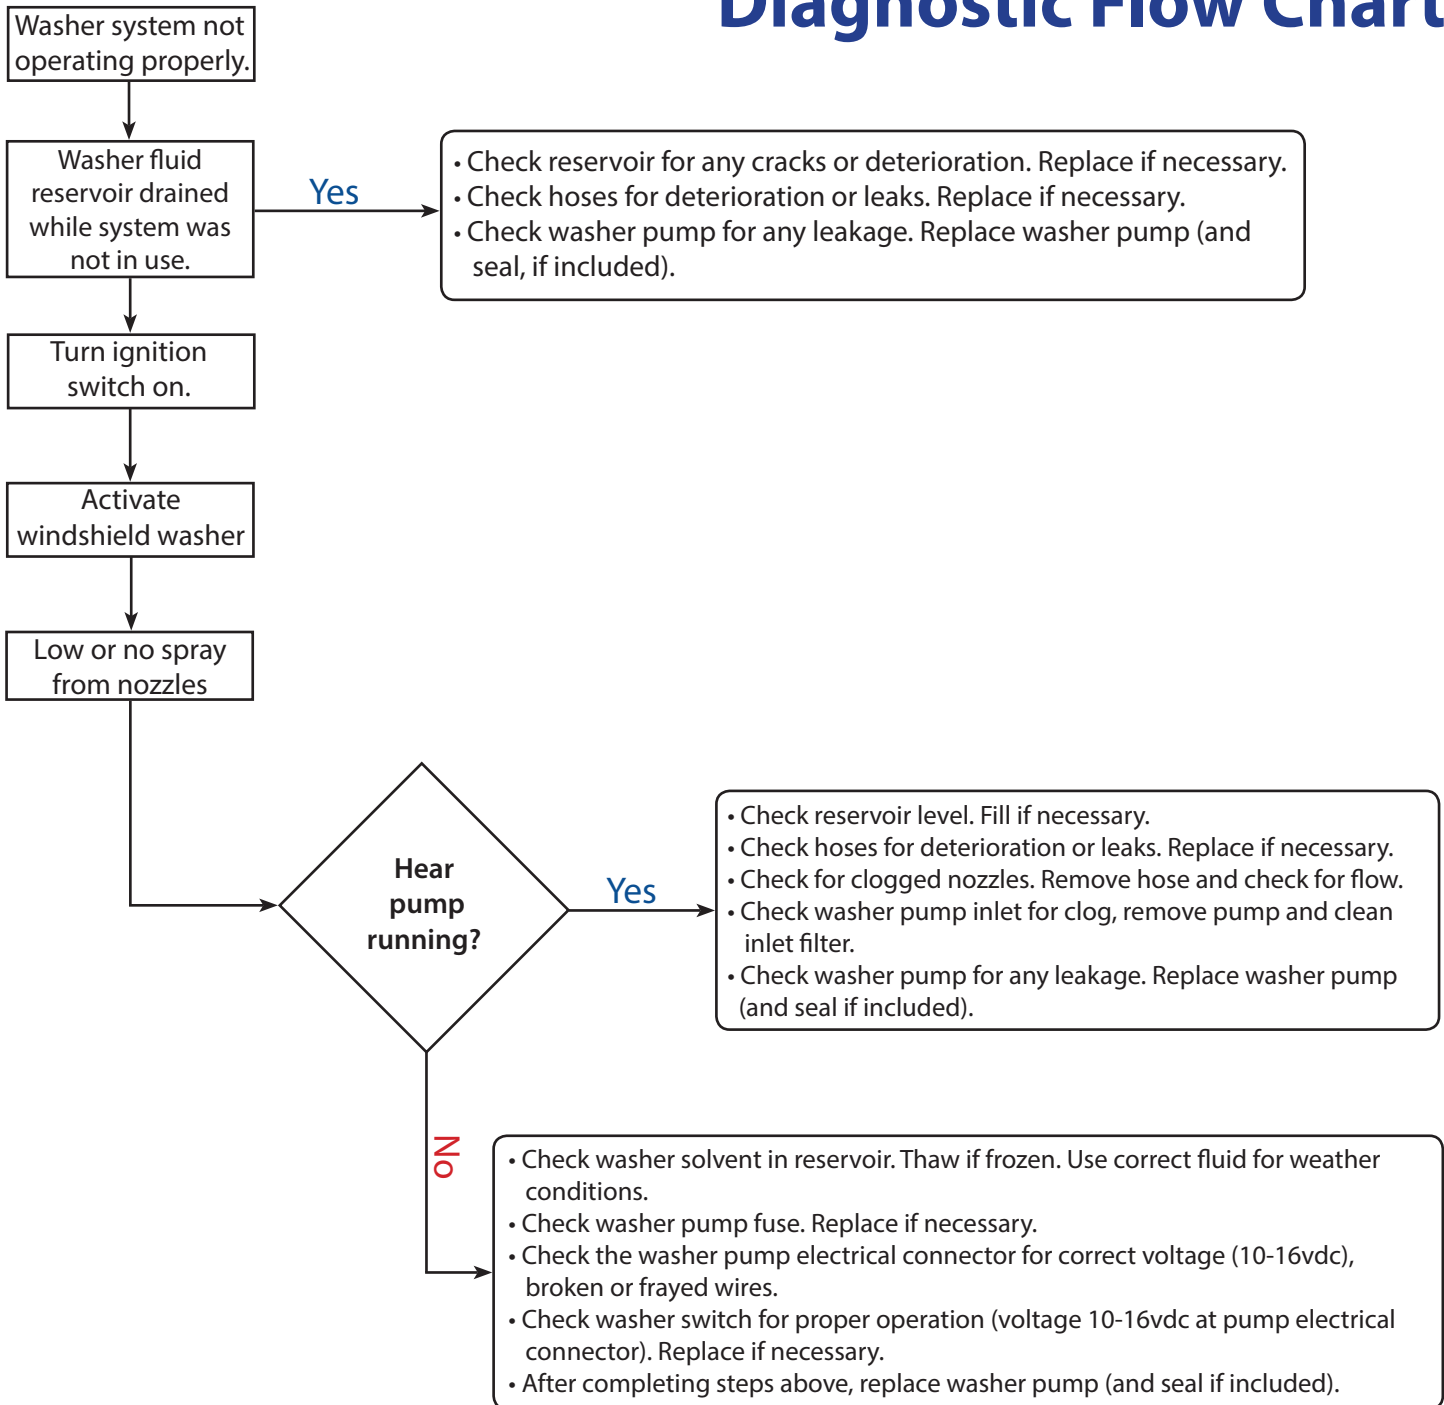 Diagnostic Flow Chart
Washer system not
operating properly.
Washer fluid
reservoir drained
while system was
not in use.
Yes
• Check reservoir for any cracks or deterioration. Replace if necessary.
• Check hoses for deterioration or leaks. Replace if necessary.
• Check washer pump for any leakage. Replace washer pump (and
seal, if included).
Turn ignition
switch on.
Activate
windshield washer
Low or no spray
from nozzles
Hear
pump
running?
Yes
• Check reservoir level. Fill if necessary.
• Check hoses for deterioration or leaks. Replace if necessary.
• Check for clogged nozzles. Remove hose and check for flow.
• Check washer pump inlet for clog, remove pump and clean
inlet filter.
• Check washer pump for any leakage. Replace washer pump
(and seal if included).
No
• Check washer solvent in reservoir. Thaw if frozen. Use correct fluid for weather
conditions.
• Check washer pump fuse. Replace if necessary.
• Check the washer pump electrical connector for correct voltage (10-16vdc),
broken or frayed wires.
• Check washer switch for proper operation (voltage 10-16vdc at pump electrical
connector). Replace if necessary.
• After completing steps above, replace washer pump (and seal if included).